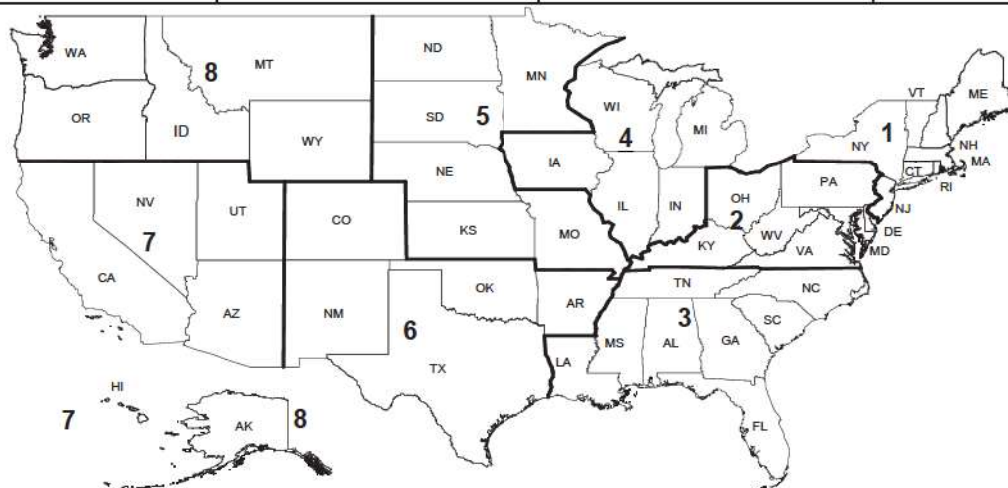 WA
MT
ND
MN
VT
ME
8
OR
ID
SD
5
WI
4
MI
NY
1
NH
MA
WY
CT
RI
IA
NE
PA
NV
UT
CO
IL
IN
OH
2
NJ
7
KS
MO
KY
WV
VA
DE
MD
CA
AZ
NM
OK
AR
TN
NC
6
3
SC
TX
LA
MS
AL
GA
HI
7
AK
8
FL